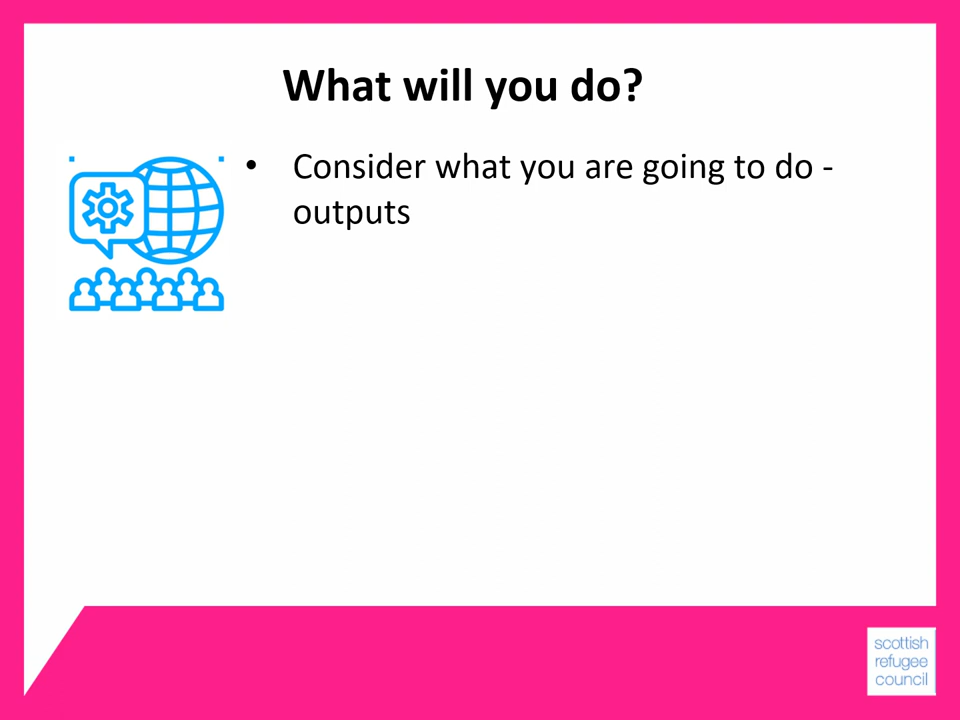 What will you do?
• Consider what you are going to do -
outputs
scottish
refugee
council